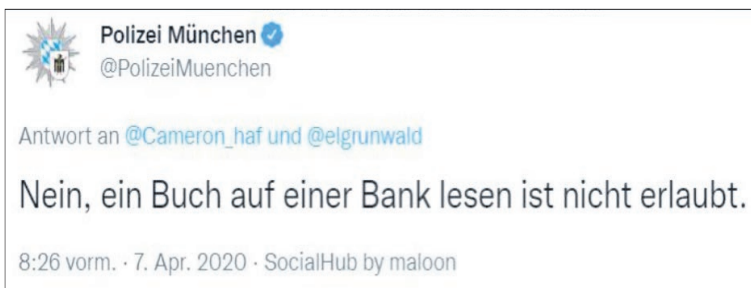 Polizei München
@PolizeiMuenchen
Antwort an @Cameron_haf und @elgrunwald
Nein, ein Buch auf einer Bank lesen ist nicht erlaubt.
8:26 vorm. · 7. Apr. 2020 · SocialHub by maloon